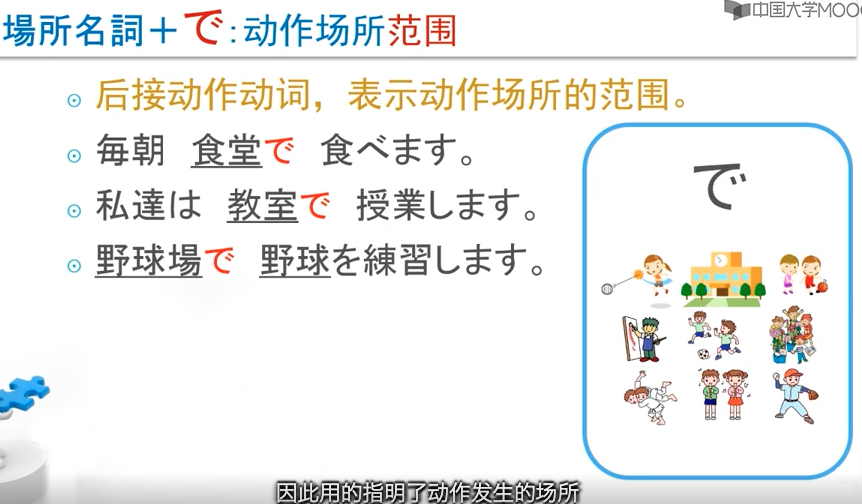 場所名詞＋で:动作场所范围
中国大学MOO
后接动作动词，表示动作场所的范围。
毎朝 食堂で 食べます。
私達は 教室で 授業します。
野球場で 野球を練習します。
で
因此用的指明了动作发生的场所